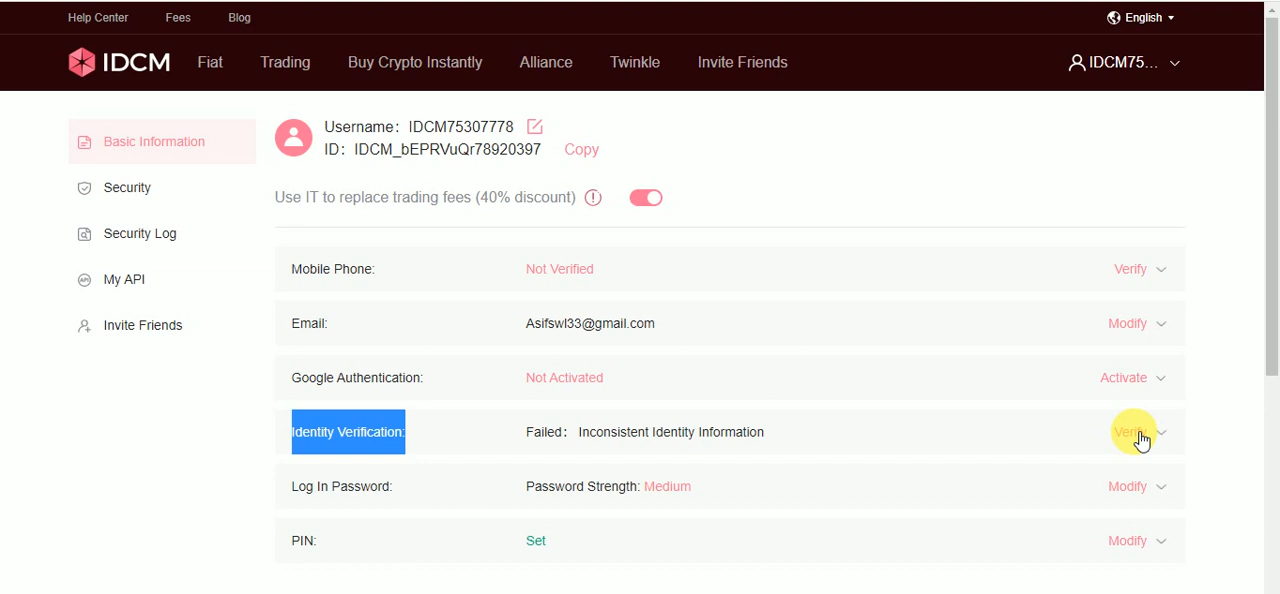 Help Center Fees Blog English
IDCM Fiat Trading Buy Crypto Instantly Alliance Twinkle Invite Friends IDCM75...
Basic Information
Security
Security Log
API My API
Invite Friends
Username: IDCM75307778
ID: IDCM_bEPRVuQr78920397 Copy
Use IT to replace trading fees (40% discount) !
Mobile Phone: Not Verified Verify
Email: Asifswl33@gmail.com Modify
Google Authentication: Not Activated Activate
Identity Verification: Failed: Inconsistent Identity Information Verify
Log In Password: Password Strength: Medium Modify
PIN: Set Modify